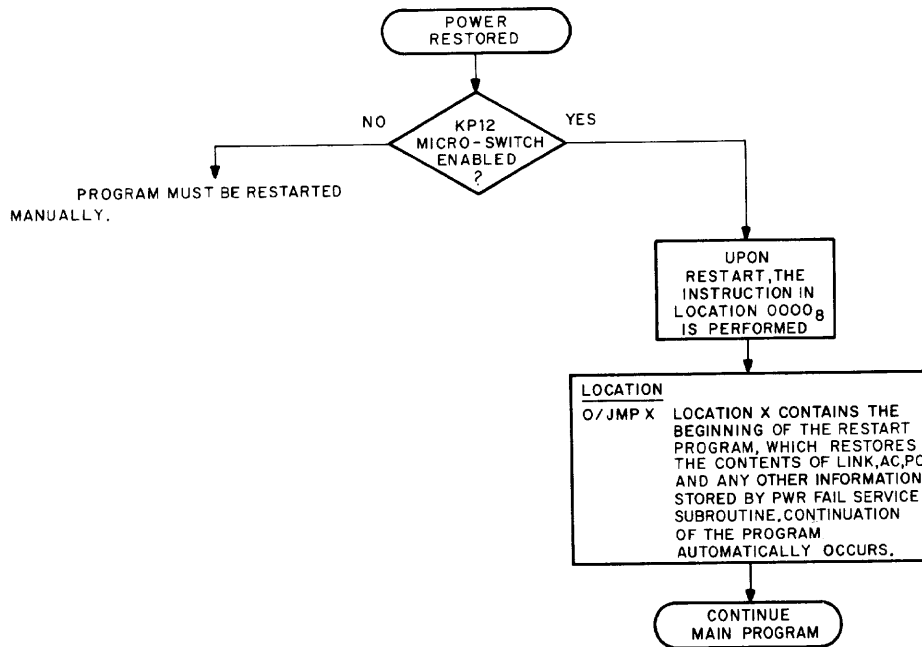 POWER
RESTORED
NO
YES
KP12
MICRO-SWITCH
ENABLED
?
PROGRAM MUST BE RESTARTED
MANUALLY.
UPON
RESTART, THE
INSTRUCTION IN
LOCATION 0000₈
IS PERFORMED
LOCATION
0/JMP X LOCATION X CONTAINS THE
BEGINNING OF THE RESTART
PROGRAM, WHICH RESTORES
THE CONTENTS OF LINK,AC,PC
AND ANY OTHER INFORMATION
STORED BY PWR FAIL SERVICE
SUBROUTINE.CONTINUATION
OF THE PROGRAM
AUTOMATICALLY OCCURS.
CONTINUE
MAIN PROGRAM